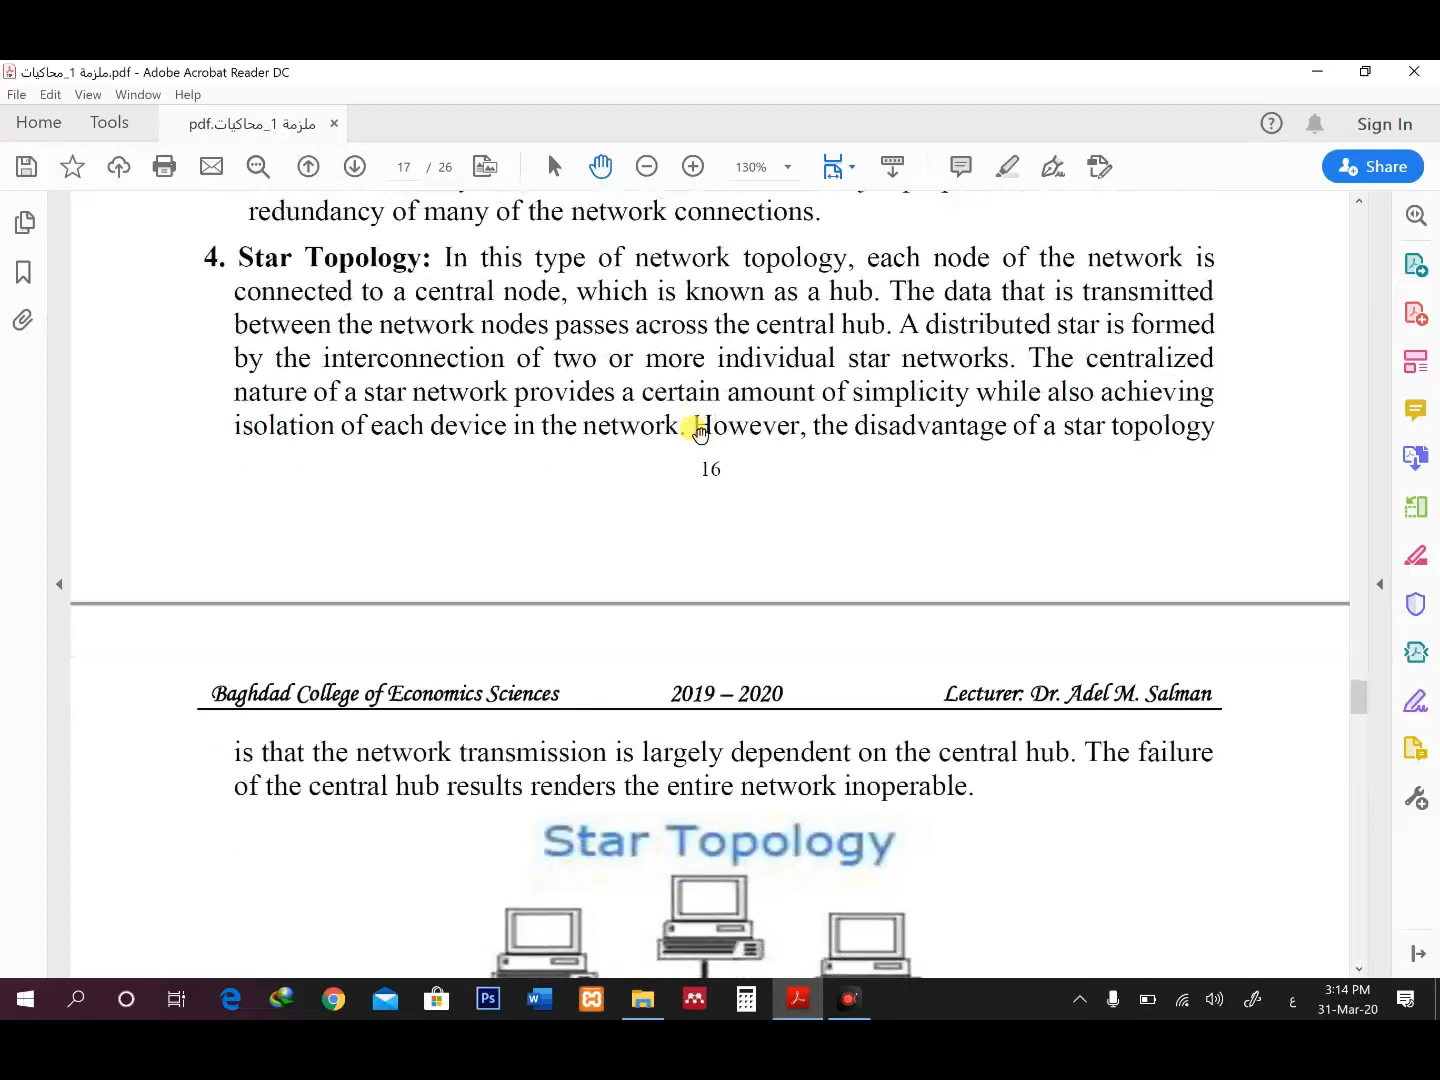 ملزمة 1_محاكيات.pdf - Adobe Acrobat Reader DC
File Edit View Window Help
Home Tools ملزمة 1_محاكيات.pdf × Sign In
17 / 26 130% Share
redundancy of many of the network connections.
4. Star Topology: In this type of network topology, each node of the network is
connected to a central node, which is known as a hub. The data that is transmitted
between the network nodes passes across the central hub. A distributed star is formed
by the interconnection of two or more individual star networks. The centralized
nature of a star network provides a certain amount of simplicity while also achieving
isolation of each device in the network. However, the disadvantage of a star topology
16
Baghdad College of Economics Sciences 2019 – 2020 Lecturer: Dr. Adel M. Salman
is that the network transmission is largely dependent on the central hub. The failure
of the central hub results renders the entire network inoperable.
Star Topology
Ps W ع 3:14 PM
31-Mar-20